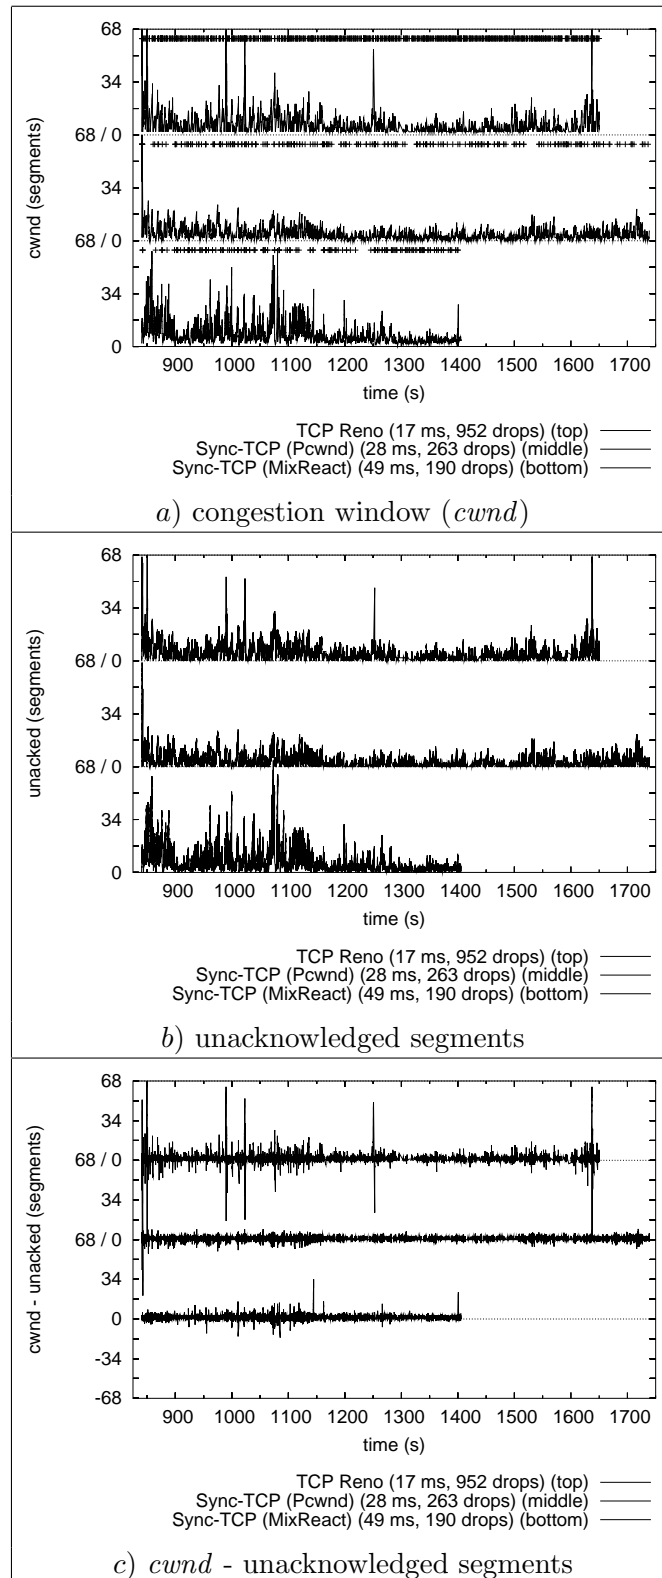 68
34
68 / 0
34
68 / 0
34
0
cwnd (segments)
900 1000 1100 1200 1300 1400 1500 1600 1700
time (s)
TCP Reno (17 ms, 952 drops) (top)
Sync-TCP (Pcwnd) (28 ms, 263 drops) (middle)
Sync-TCP (MixReact) (49 ms, 190 drops) (bottom)
a) congestion window (cwnd)
68
34
68 / 0
34
68 / 0
34
0
unacked (segments)
900 1000 1100 1200 1300 1400 1500 1600 1700
time (s)
TCP Reno (17 ms, 952 drops) (top)
Sync-TCP (Pcwnd) (28 ms, 263 drops) (middle)
Sync-TCP (MixReact) (49 ms, 190 drops) (bottom)
b) unacknowledged segments
68
34
68 / 0
34
68 / 0
34
0
-34
-68
cwnd - unacked (segments)
900 1000 1100 1200 1300 1400 1500 1600 1700
time (s)
TCP Reno (17 ms, 952 drops) (top)
Sync-TCP (Pcwnd) (28 ms, 263 drops) (middle)
Sync-TCP (MixReact) (49 ms, 190 drops) (bottom)
c) cwnd - unacknowledged segments